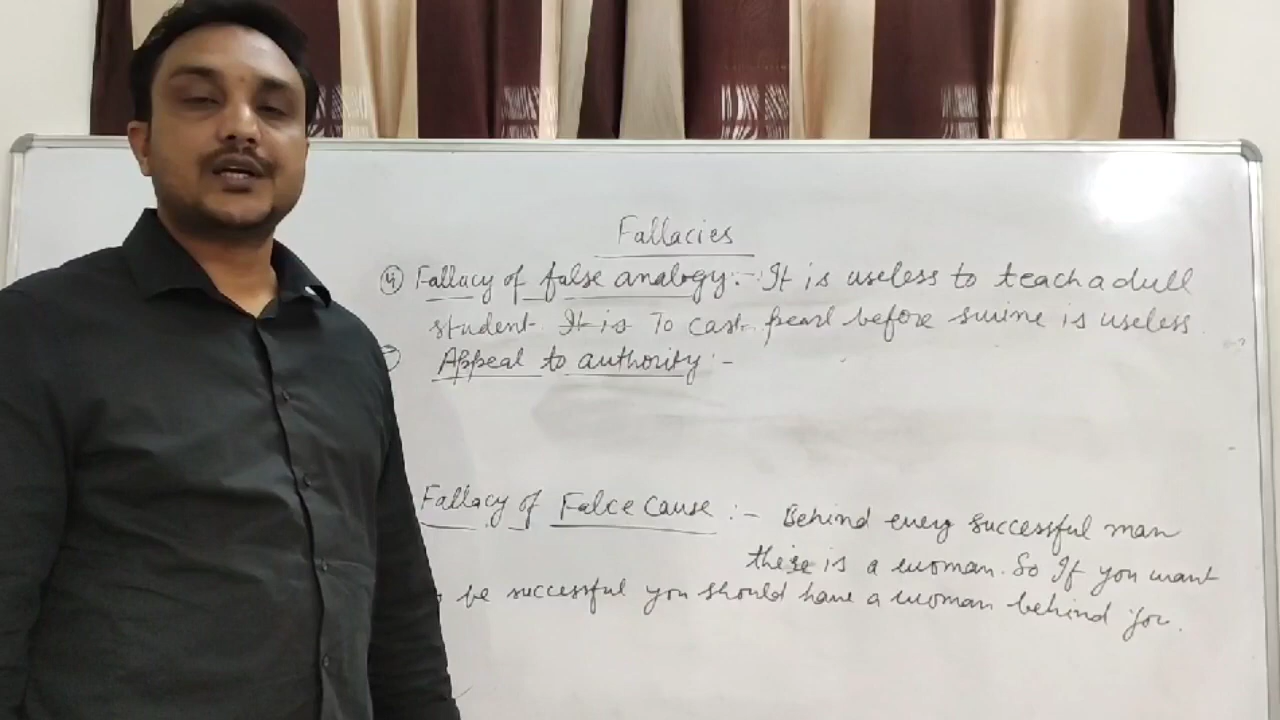 Fallacies
④ Fallacy of false analogy :- It is useless to teach a dull
student. It is To cast pearl before swine is useless.
Appeal to authority :-
Fallacy of Falce Cause :- Behind every successful man
there is a woman. So If you want
be successful you should have a woman behind you.